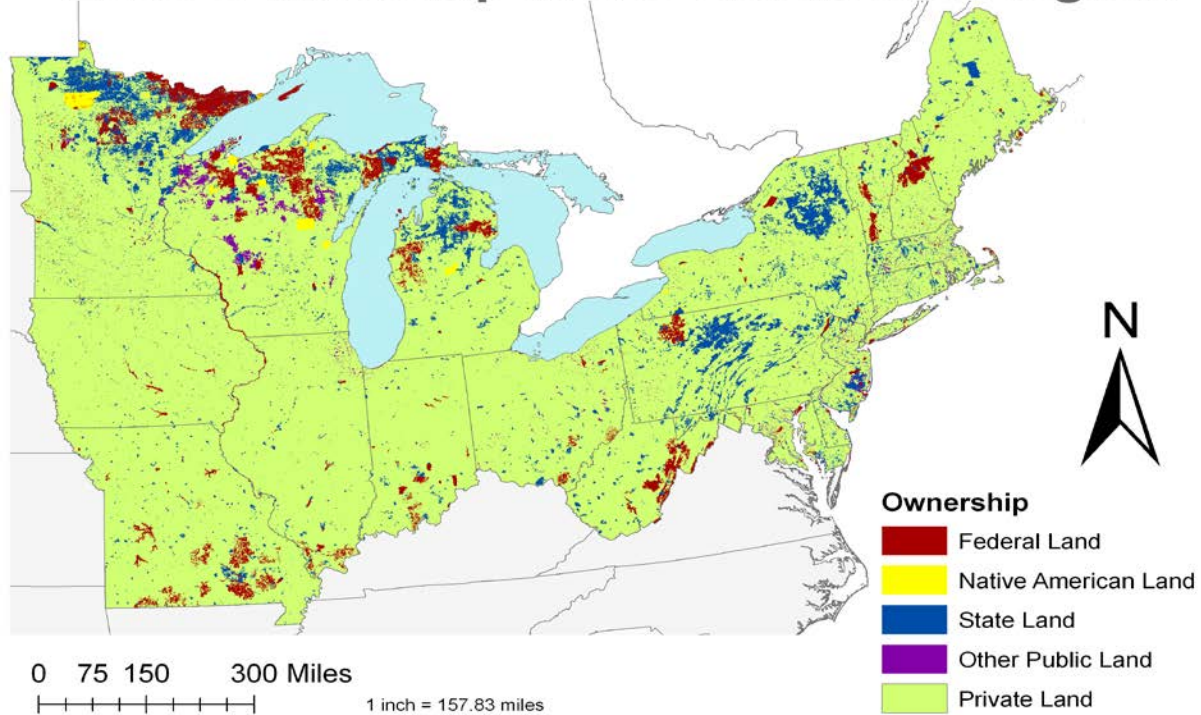 N
Ownership
Federal Land
Native American Land
State Land
Other Public Land
Private Land
0 75 150 300 Miles
1 inch = 157.83 miles